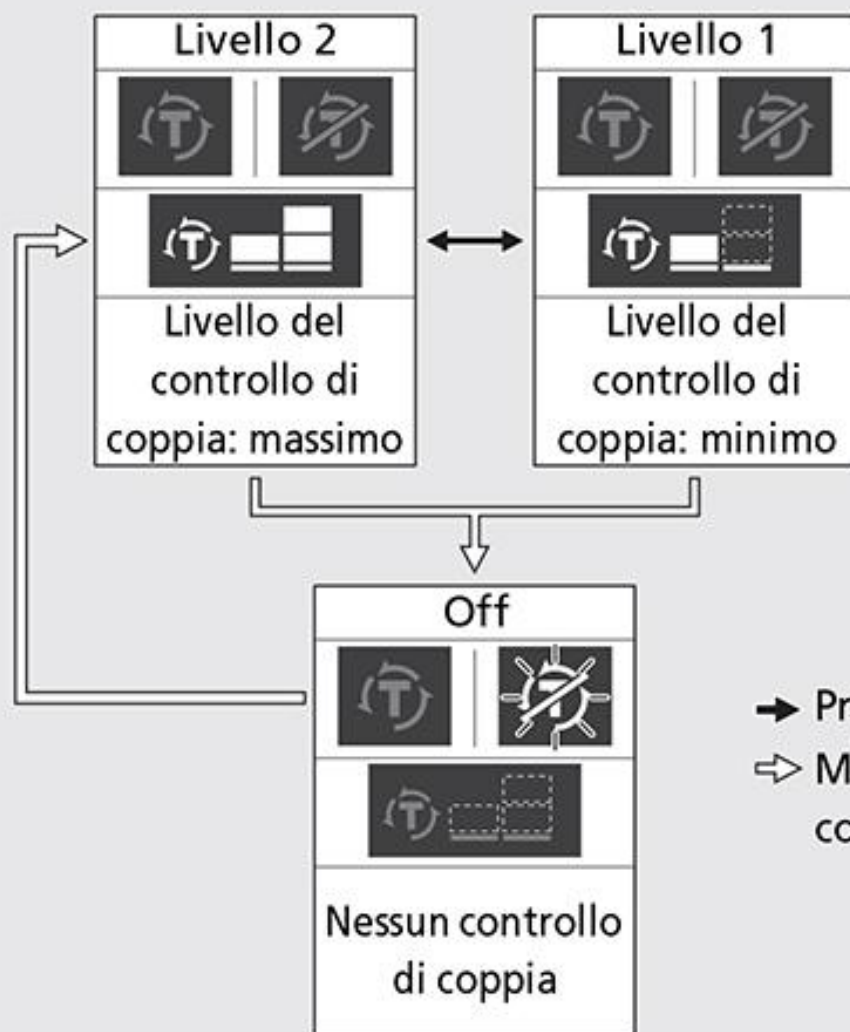 Livello 2
Livello 1
T
T
T
T
T
T
Livello del
controllo di
coppia: massimo
Livello del
controllo di
coppia: minimo
Off
T
T
T
Nessun controllo
di coppia